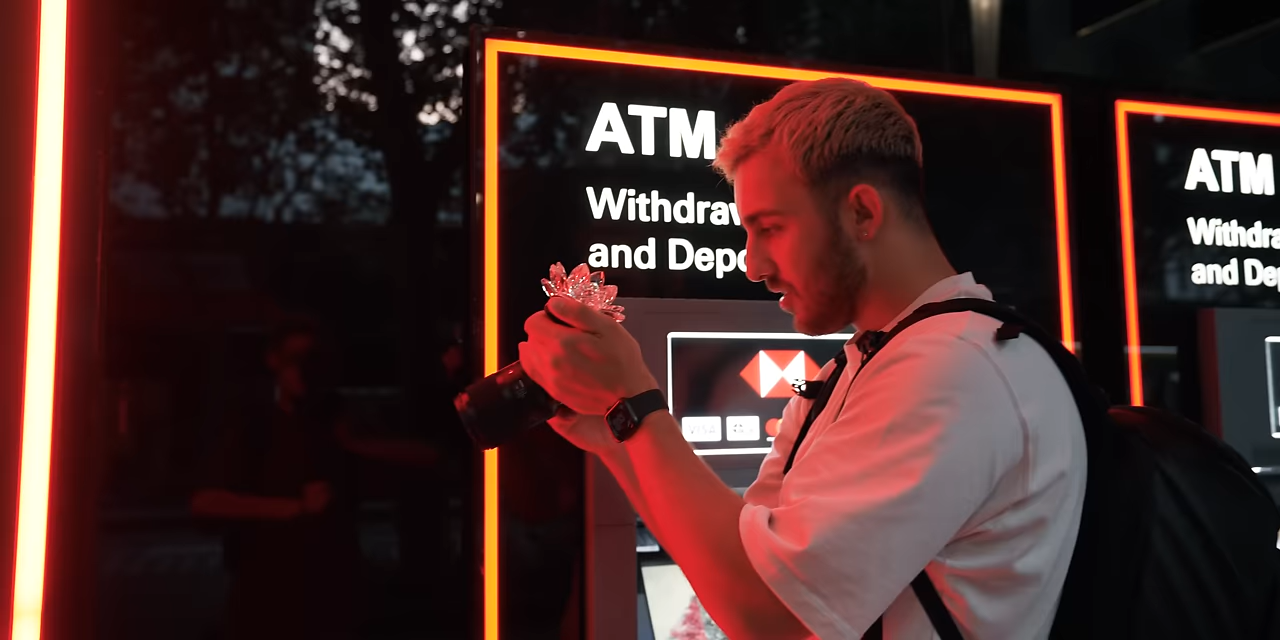 ATM
Withdraw
and Depo
VISA
ATM
Withdra
and Dep